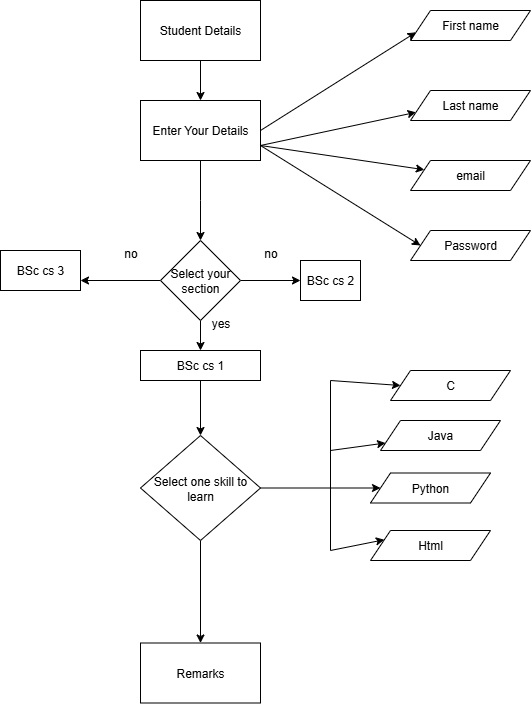 Student Details
First name
Last name
Enter Your Details
email
Password
no
no
BSc cs 3
Select your
section
BSc cs 2
yes
BSc cs 1
C
Java
Select one skill to
learn
Python
Html
Remarks